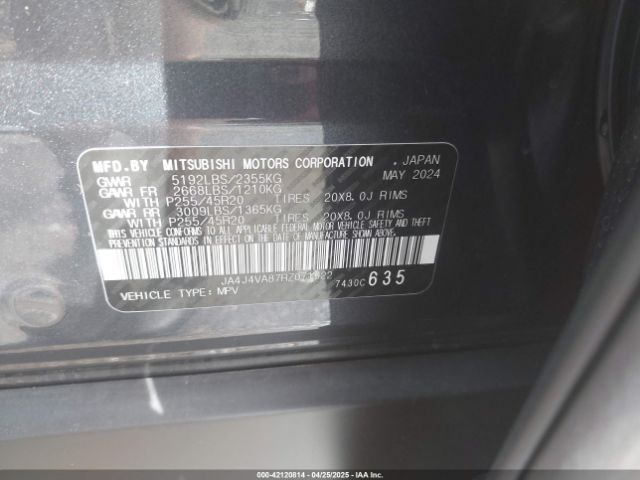 MFD.BY MITSUBISHI MOTORS CORPORATION . JAPAN
GVWR 5192LBS/2355KG MAY 2024
GAWR FR 2668LBS/1210KG
WITH P255/45R20 TIRES 20X8.0J RIMS
GAWR RR 3009LBS/1365KG
WITH P255/45R20 TIRES 20X8.0J RIMS
THIS VEHICLE CONFORMS TO ALL APPLICABLE FEDERAL MOTOR VEHICLE SAFETY AND THEFT
PREVENTION STANDARDS IN EFFECT ON THE DATE OF MANUFACTURE SHOWN ABOVE.
7430C 635
VEHICLE TYPE: MPV
000-42120814 - 04/25/2025 - © IAA Holdings, LLC